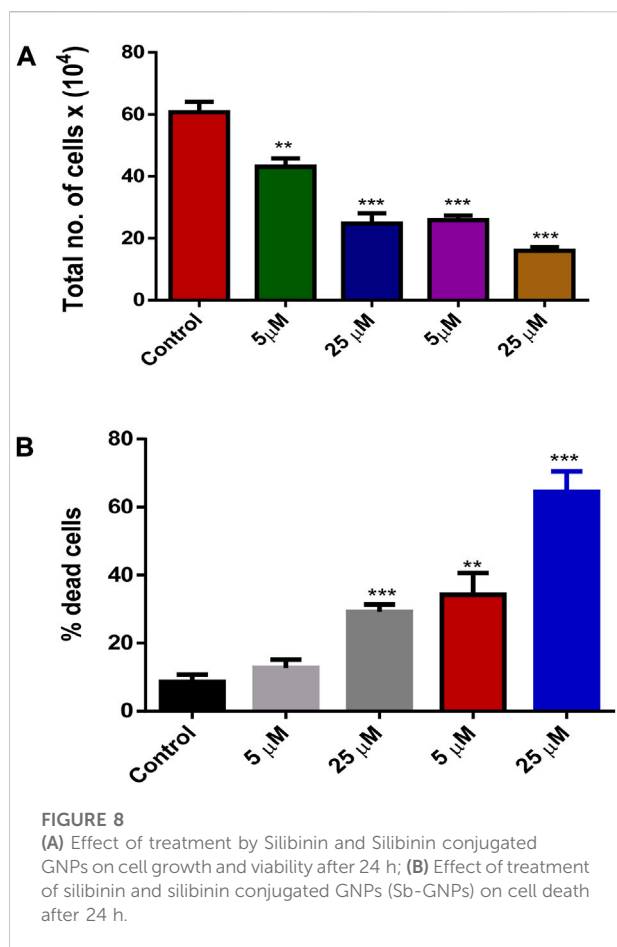 A
Total no. of cells x (10⁴)
80
60
40
20
0
**
***
***
***
Control
5μM
25 μM
5μM
25 μM
B
% dead cells
80
60
40
20
0
***
**
***
Control
5 μM
25 μM
5 μM
25 μM
FIGURE 8
(A) Effect of treatment by Silibinin and Silibinin conjugated
GNPs on cell growth and viability after 24 h; (B) Effect of treatment
of silibinin and silibinin conjugated GNPs (Sb-GNPs) on cell death
after 24 h.